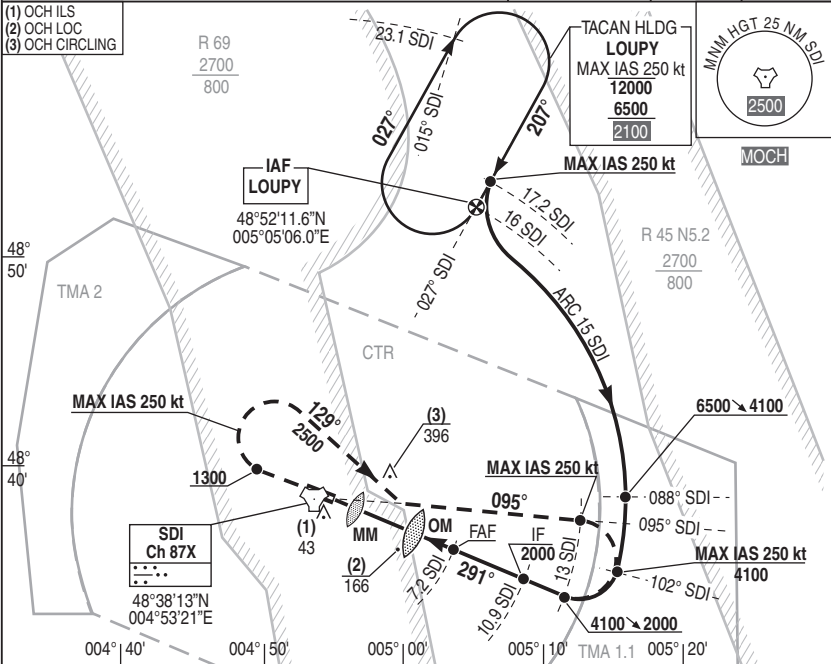 (1) OCH ILS
(2) OCH LOC
(3) OCH CIRCLING
R 69
2700
800
23.1 SDI
027°
015° SDI
207°
TACAN HLDG
LOUPY
MAX IAS 250 kt
12000
6500
2100
MNM HGT 25 NM SDI
2500
MOCH
MAX IAS 250 kt
IAF
LOUPY
48°52'11.6"N
005°05'06.0"E
17.2 SDI
16 SDI
027° SDI
R 45 N5.2
2700
800
48°
50'
TMA 2
ARC 15 SDI
CTR
MAX IAS 250 kt
129°
2500
(3)
396
6500 ↘ 4100
48°
40'
1300
MAX IAS 250 kt
088° SDI
095°
095° SDI
SDI
Ch 87X
48°38'13"N
004°53'21"E
(1)
43
MM
OM
(2)
166
FAF
IF
2000
7.2 SDI
291°
10.9 SDI
13 SDI
MAX IAS 250 kt
4100
102° SDI
4100 ↘ 2000
TMA 1.1
004° 40'
004° 50'
005° 00'
005° 10'
005° 20'